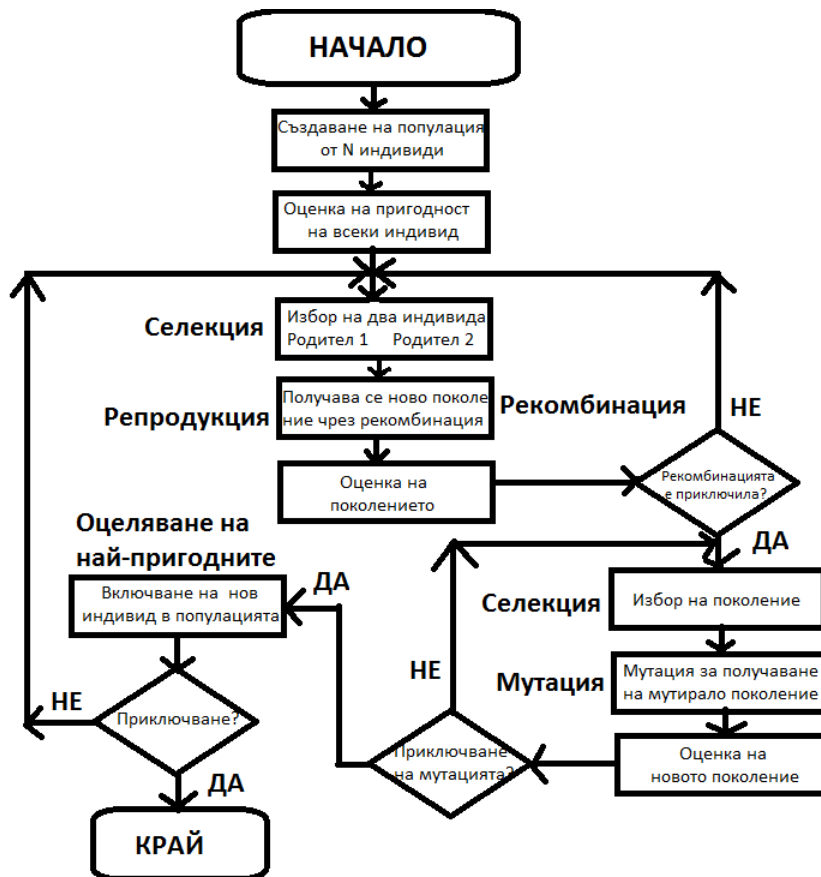 НАЧАЛО
Създаване на популация
от N индивиди
Оценка на пригодност
на всеки индивид
Селекция
Избор на два индивида
Родител 1 Родител 2
Репродукция
Получава се ново поколе
ние чрез рекомбинация
Рекомбинация
НЕ
Оценка на
поколението
Рекомбинацията
е приключила?
Оцеляване на
най-пригодните
ДА
Включване на нов
индивид в популацията
ДА
Селекция
Избор на поколение
НЕ
Мутация
Мутация за получаване
на мутирало поколение
НЕ
Приключване?
Приключване
на мутацията?
Оценка на
новото поколение
ДА
КРАЙ